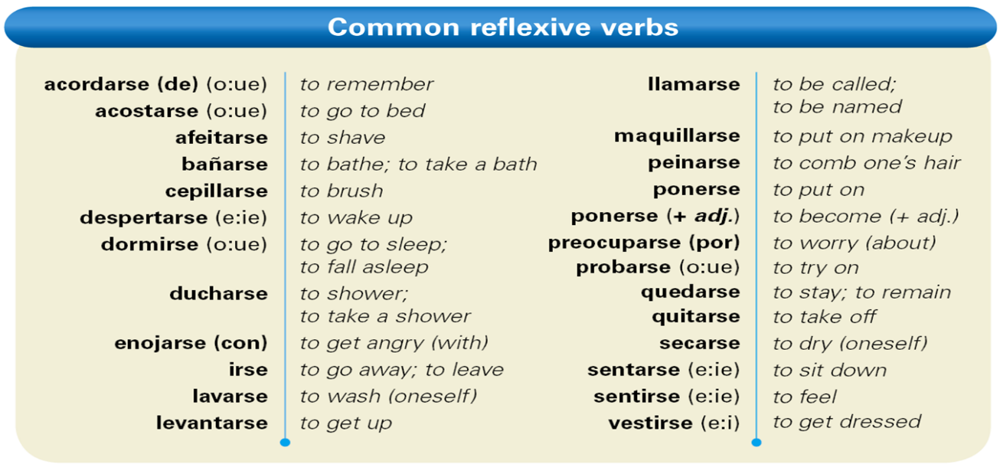 Common reflexive verbs
acordarse (de) (o:ue) to remember
acostarse (o:ue) to go to bed
afeitarse to shave
bañarse to bathe; to take a bath
cepillarse to brush
despertarse (e:ie) to wake up
dormirse (o:ue) to go to sleep;
to fall asleep
ducharse to shower;
to take a shower
enojarse (con) to get angry (with)
irse to go away; to leave
lavarse to wash (oneself)
levantarse to get up
llamarse to be called;
to be named
maquillarse to put on makeup
peinarse to comb one's hair
ponerse to put on
ponerse (+ adj.) to become (+ adj.)
preocuparse (por) to worry (about)
probarse (o:ue) to try on
quedarse to stay; to remain
quitarse to take off
secarse to dry (oneself)
sentarse (e:ie) to sit down
sentirse (e:ie) to feel
vestirse (e:i) to get dressed